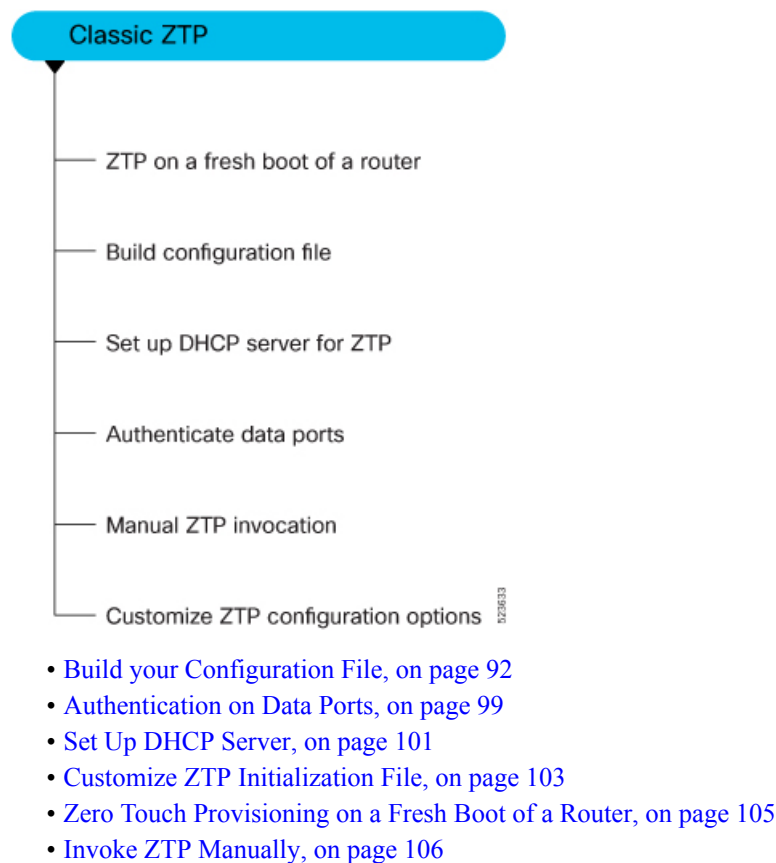 Classic ZTP
ZTP on a fresh boot of a router
Build configuration file
Set up DHCP server for ZTP
Authenticate data ports
Manual ZTP invocation
Customize ZTP configuration options
523633
• Build your Configuration File, on page 92
• Authentication on Data Ports, on page 99
• Set Up DHCP Server, on page 101
• Customize ZTP Initialization File, on page 103
• Zero Touch Provisioning on a Fresh Boot of a Router, on page 105
• Invoke ZTP Manually, on page 106